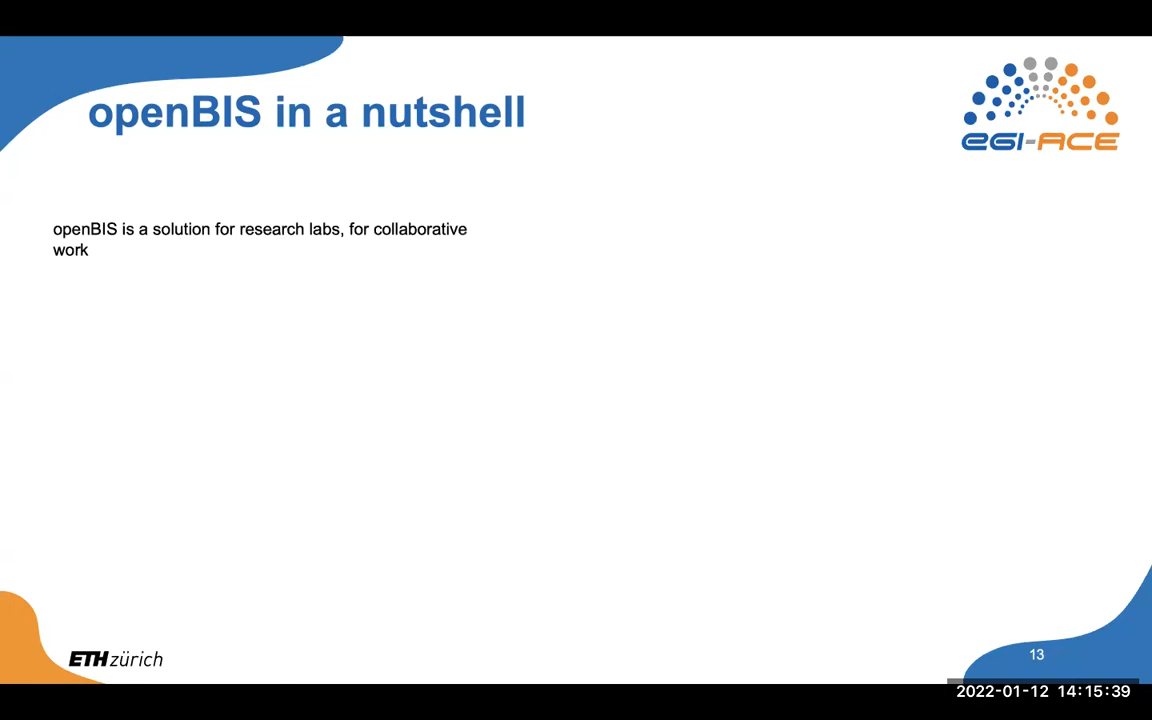 openBIS in a nutshell
EGI-ACE
openBIS is a solution for research labs, for collaborative
work
ETH zürich
13
2022-01-12 14:15:39